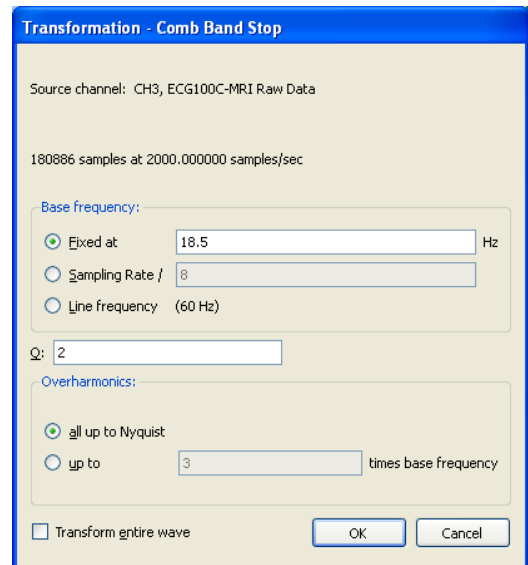 Transformation - Comb Band Stop
Source channel: CH3, ECG100C-MRI Raw Data
180886 samples at 2000.000000 samples/sec
Base frequency:
Fixed at 18.5 Hz
Sampling Rate / 8
Line frequency (60 Hz)
Q: 2
Overharmonics:
all up to Nyquist
up to 3 times base frequency
Transform entire wave OK Cancel